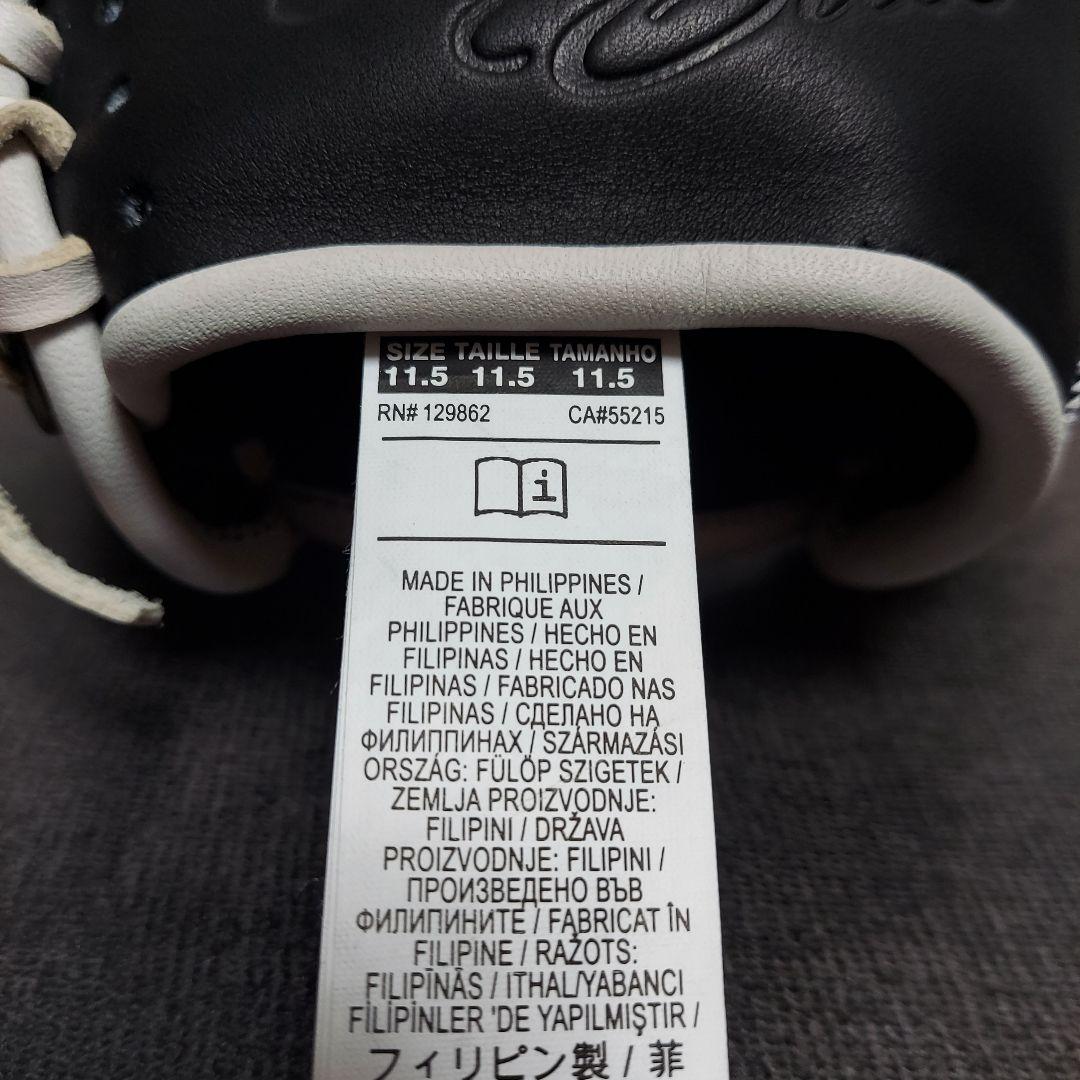 SIZE TAILLE TAMANHO
11.5 11.5 11.5
RN# 129862 CA#55215
i
MADE IN PHILIPPINES /
FABRIQUE AUX
PHILIPPINES / HECHO EN
FILIPINAS / HECHO EN
FILIPINAS / FABRICADO NAS
FILIPINAS / СДЕЛАНО НА
ФИЛИППИНАХ / SZÁRMAZÁSI
ORSZÁG: FÜLÖP SZIGETEK /
ZEMLJA PROIZVODNJE:
FILIPINI / DRŽAVA
PROIZVODNJE: FILIPINI /
ПРОИЗВЕДЕНО ВЪВ
ФИЛИПИНИТЕ / FABRICAT ÎN
FILIPINE / RAŽOTS:
FILIPĪNĀS / ITHAL/YABANCI
FİLİPİNLER 'DE YAPILMIŞTIR /
フィリピン製 / 菲